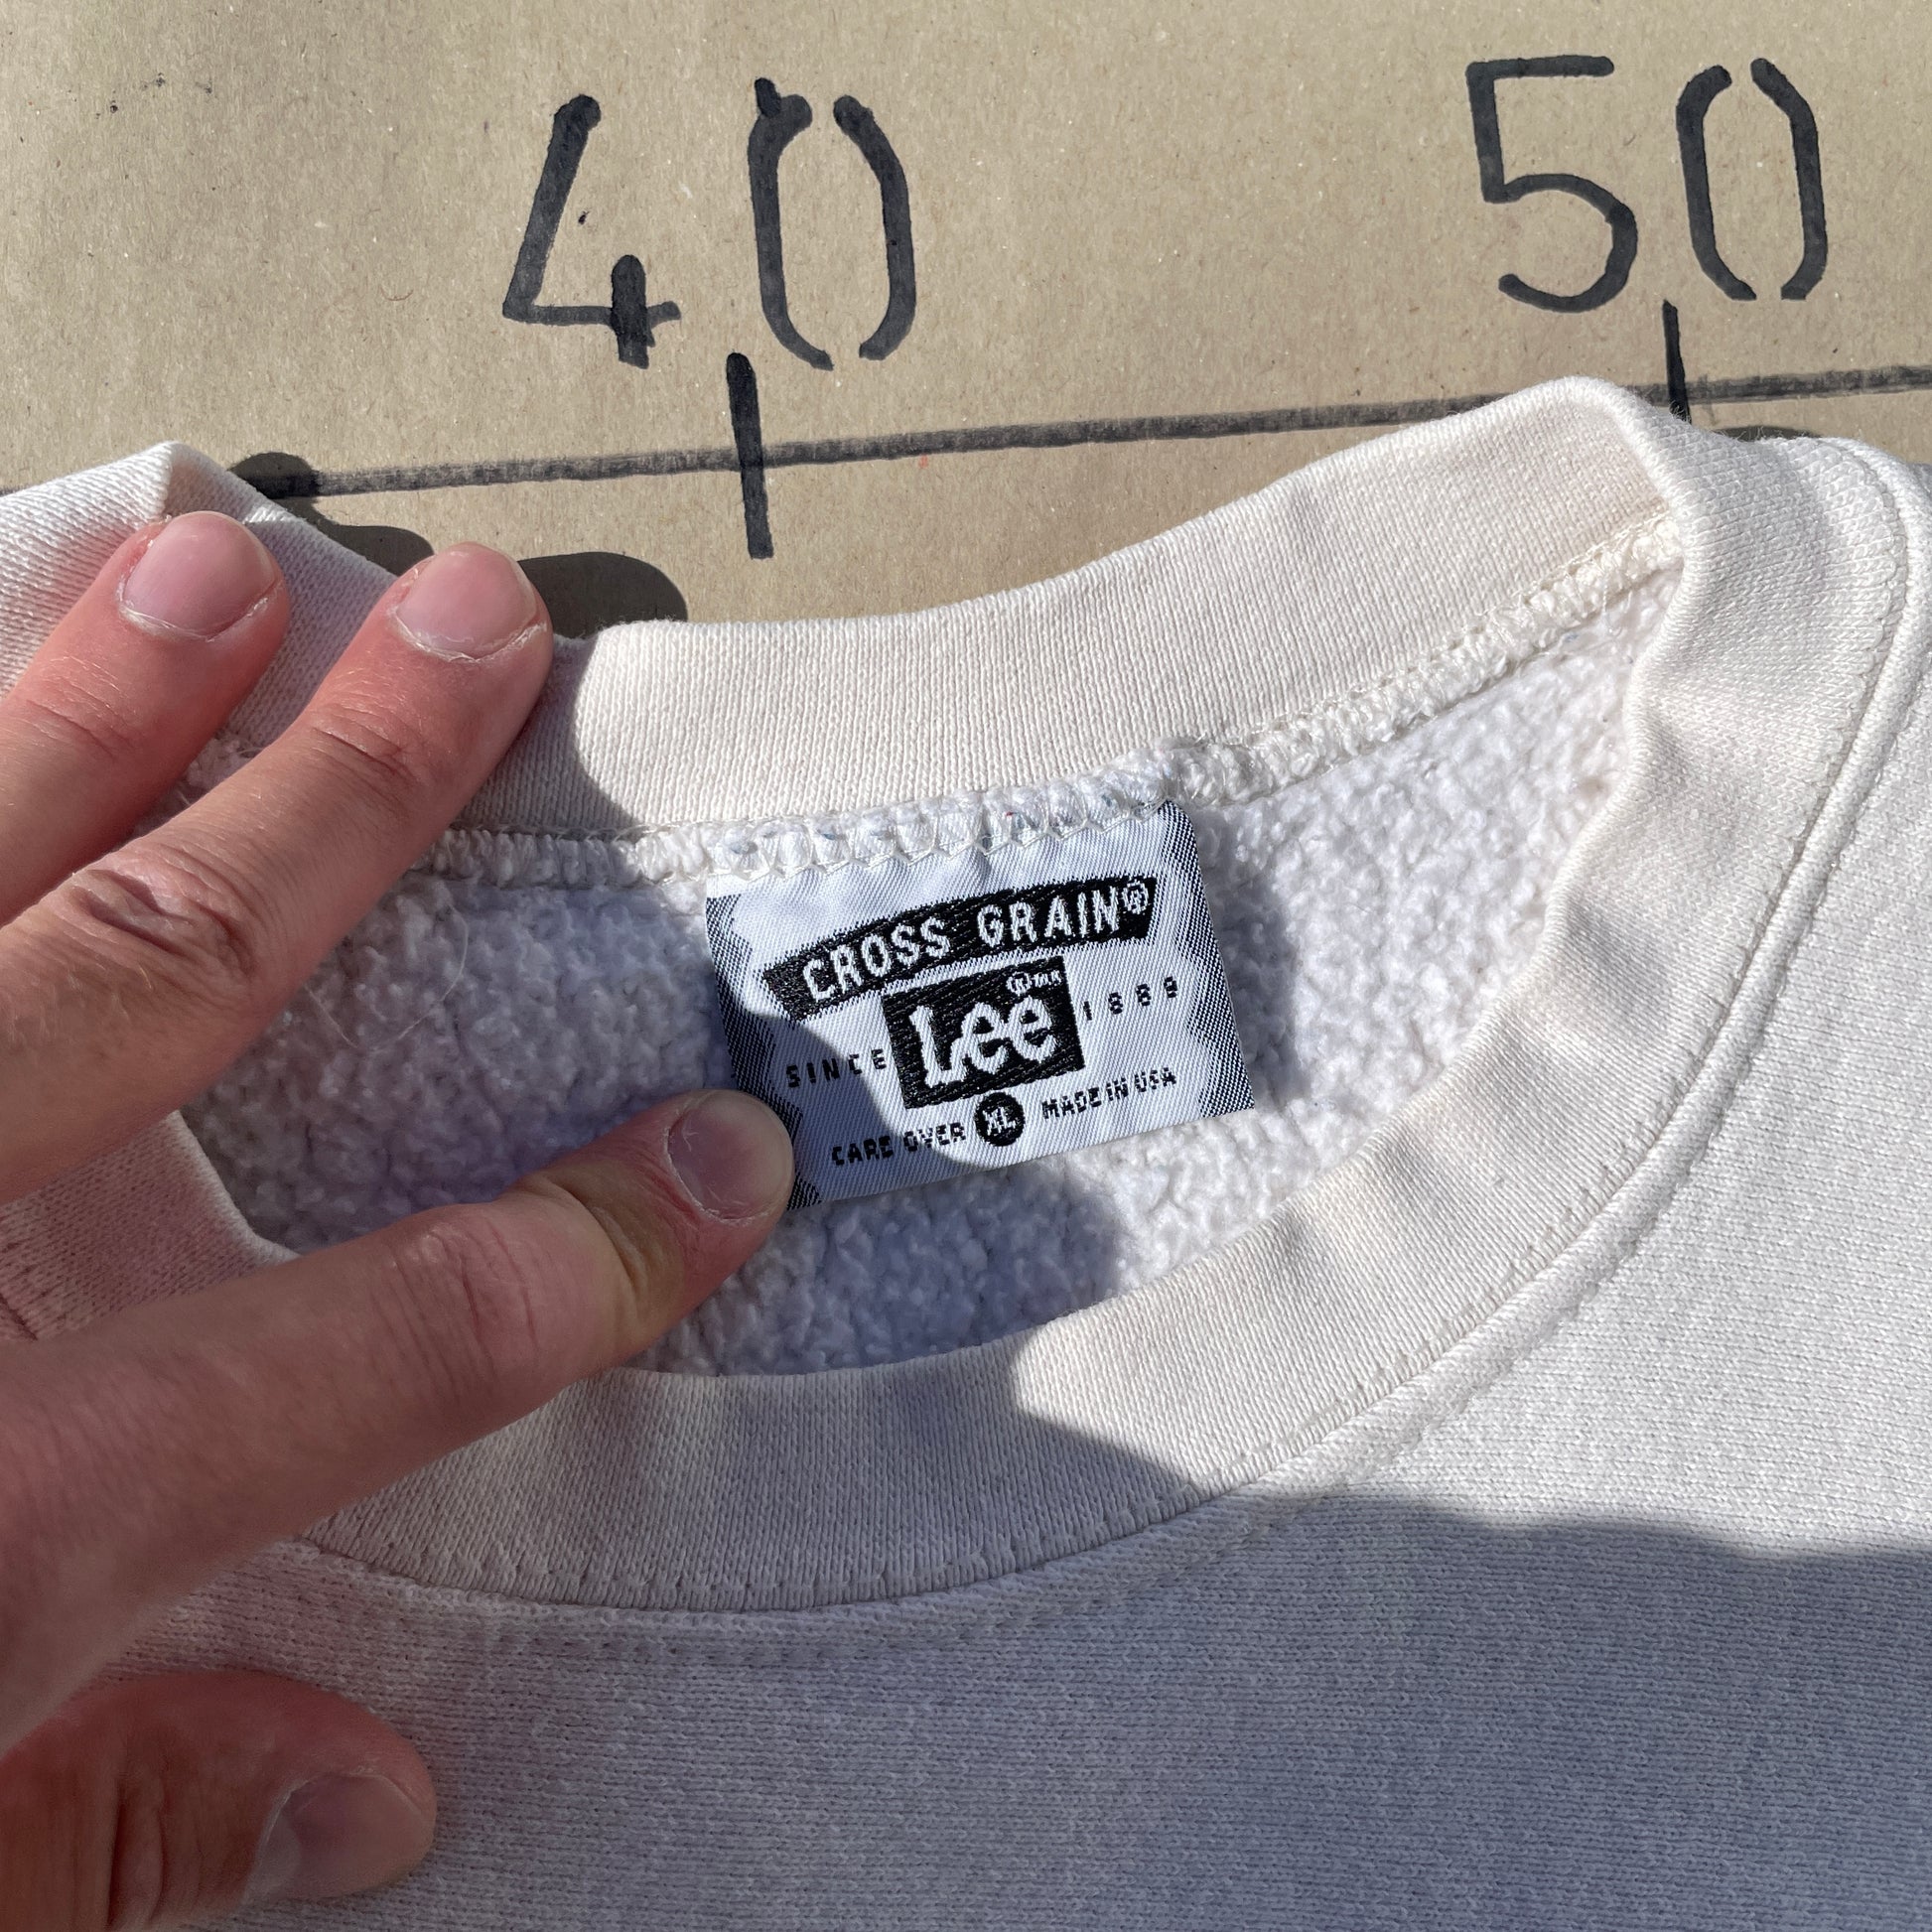 40 50
CROSS GRAIN®
Lee®
SINCE 1889
CARE OVER XL MADE IN USA